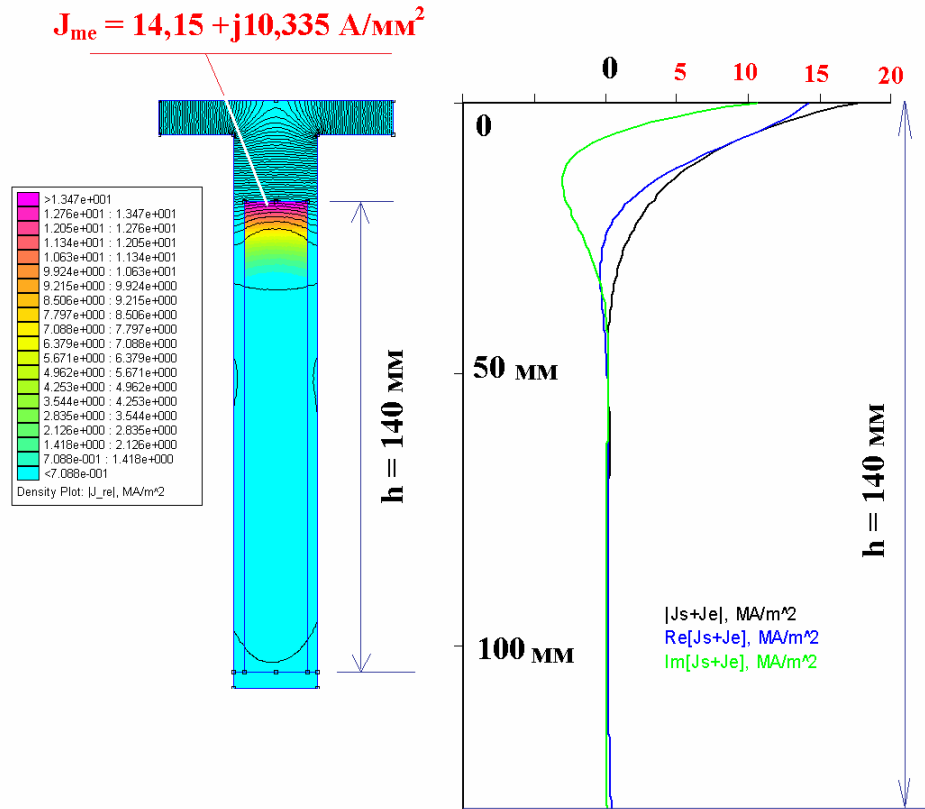 J_me = 14,15 +j10,335 А/мм²
0
5
10
15
20
0
>1.347e+001
1.276e+001 : 1.347e+001
1.205e+001 : 1.276e+001
1.134e+001 : 1.205e+001
1.063e+001 : 1.134e+001
9.924e+000 : 1.063e+001
9.215e+000 : 9.924e+000
8.506e+000 : 9.215e+000
7.797e+000 : 8.506e+000
7.088e+000 : 7.797e+000
6.379e+000 : 7.088e+000
5.671e+000 : 6.379e+000
4.962e+000 : 5.671e+000
4.253e+000 : 4.962e+000
3.544e+000 : 4.253e+000
2.835e+000 : 3.544e+000
2.126e+000 : 2.835e+000
1.418e+000 : 2.126e+000
7.088e-001 : 1.418e+000
<7.088e-001
Density Plot: |J_re|, MA/m^2
h = 140 мм
50 мм
100 мм
|Js+Je|, MA/m^2
Re[Js+Je], MA/m^2
Im[Js+Je], MA/m^2
h = 140 мм